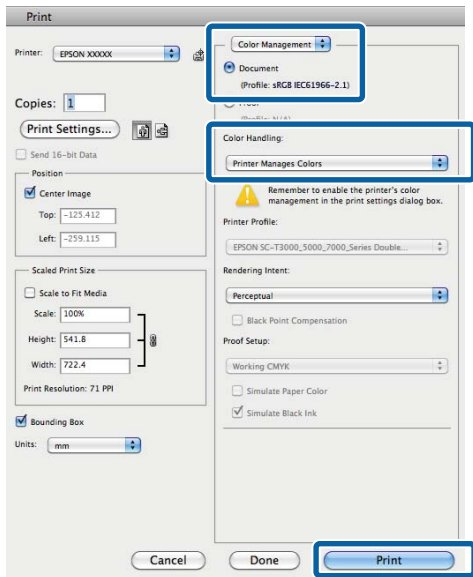 Print
Printer: EPSON XXXXX
Copies: 1
Print Settings...
Send 16-bit Data
Position
Center Image
Top: -125.412
Left: -259.115
Scaled Print Size
Scale to Fit Media
Scale: 100%
Height: 541.8
Width: 722.4
Print Resolution: 71 PPI
Bounding Box
Units: mm
Color Management
Document
(Profile: sRGB IEC61966-2.1)
Color Handling:
Printer Manages Colors
Remember to enable the printer's color
management in the print settings dialog box.
Printer Profile:
EPSON SC-T3000_5000_7000_Series Double...
Rendering Intent:
Perceptual
Black Point Compensation
Proof Setup:
Working CMYK
Simulate Paper Color
Simulate Black Ink
Cancel
Done
Print